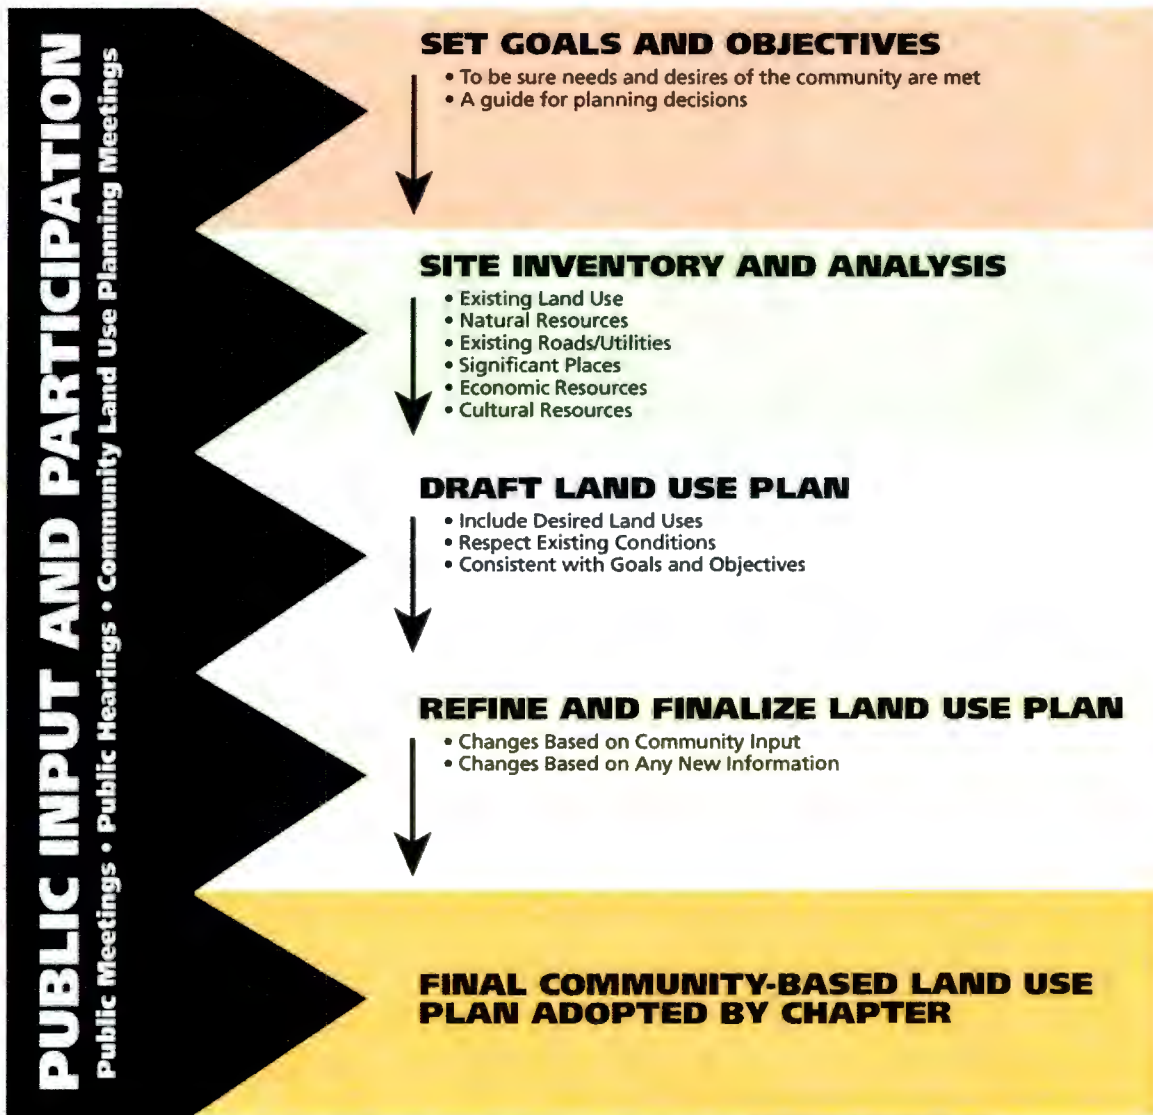 PUBLIC INPUT AND PARTICIPATION
Public Meetings • Public Hearings • Community Land Use Planning Meetings
SET GOALS AND OBJECTIVES
• To be sure needs and desires of the community are met
• A guide for planning decisions
SITE INVENTORY AND ANALYSIS
• Existing Land Use
• Natural Resources
• Existing Roads/Utilities
• Significant Places
• Economic Resources
• Cultural Resources
DRAFT LAND USE PLAN
• Include Desired Land Uses
• Respect Existing Conditions
• Consistent with Goals and Objectives
REFINE AND FINALIZE LAND USE PLAN
• Changes Based on Community Input
• Changes Based on Any New Information
FINAL COMMUNITY-BASED LAND USE
PLAN ADOPTED BY CHAPTER